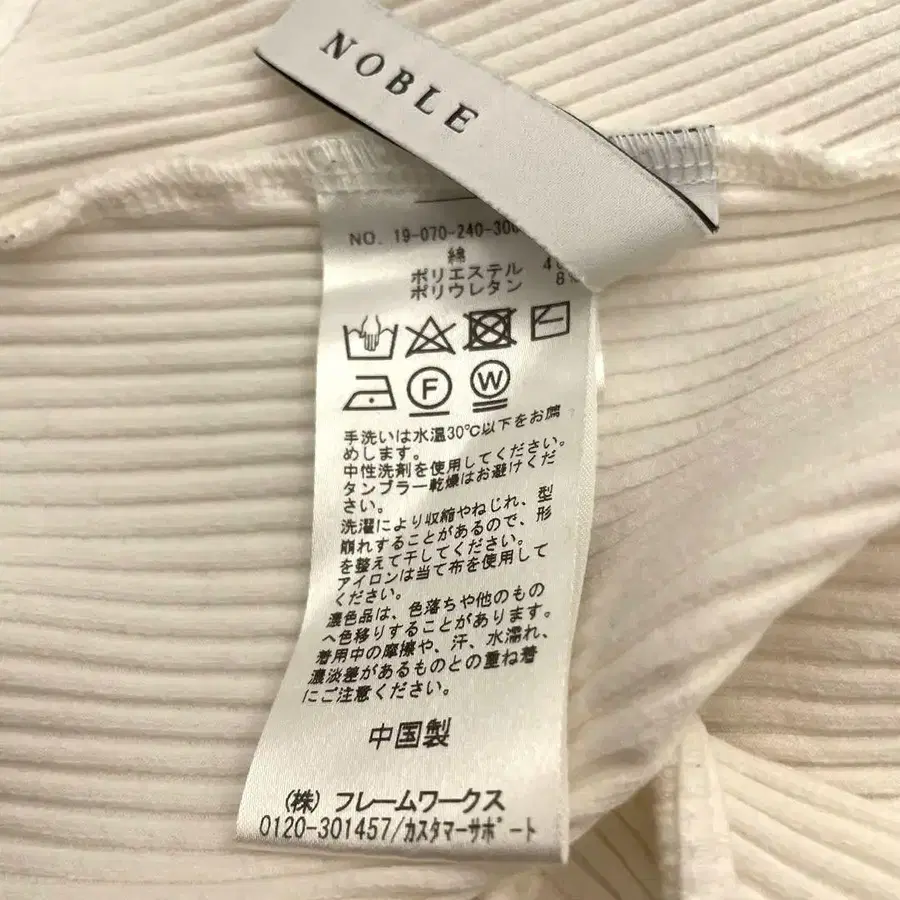 NOBLE
NO. 19-070-240-300
綿
ポリエステル
ポリウレタン 8%
F W
手洗いは水温30℃以下をお薦
めします。
中性洗剤を使用してください。
タンブラー乾燥はお避けくだ
さい。
洗濯により収縮やねじれ、型
崩れすることがあるので、形
を整えて干してください。
アイロンは当て布を使用して
ください。
濃色品は、色落ちや他のもの
へ色移りすることがあります。
着用中の摩擦や、汗、水濡れ、
濃淡差があるものとの重ね着
にご注意ください。
中国製
(株) フレームワークス
0120-301457/カスタマーサポート